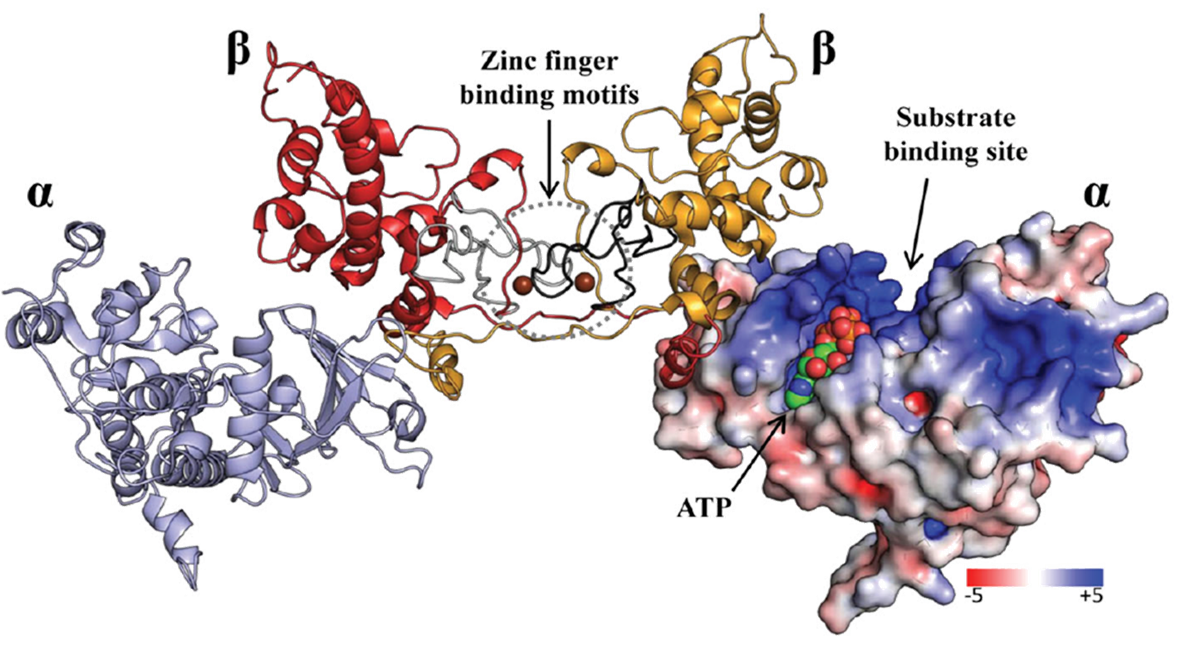 β
Zinc finger
binding motifs
β
Substrate
binding site
α
α
ATP
-5
+5